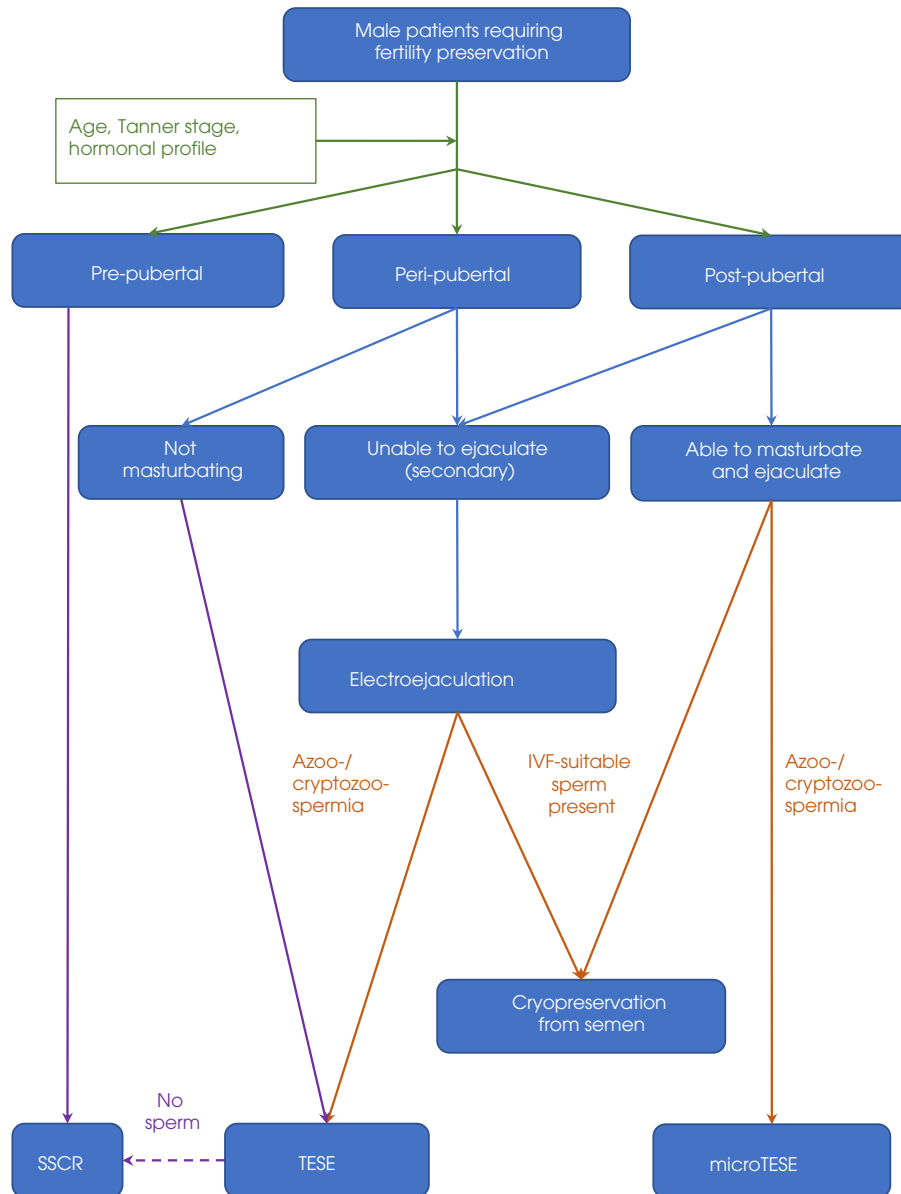 Male patients requiring
fertility preservation
Age, Tanner stage,
hormonal profile
Pre-pubertal
Peri-pubertal
Post-pubertal
Not
masturbating
Unable to ejaculate
(secondary)
Able to masturbate
and ejaculate
Electroejaculation
Azoo-/
cryptozoo-
spermia
IVF-suitable
sperm
present
Azoo-/
cryptozoo-
spermia
Cryopreservation
from semen
No
sperm
SSCR
TESE
microTESE